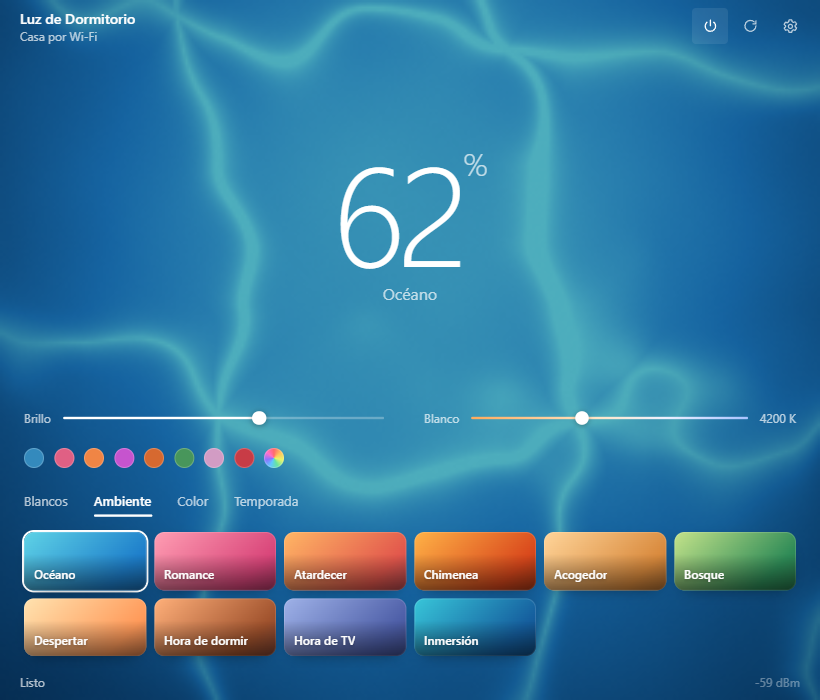 Luz de Dormitorio
Casa por Wi-Fi
62%
Océano
Brillo
Blanco
4200 K
Blancos Ambiente Color Temporada
Océano Romance Atardecer Chimenea Acogedor Bosque
Despertar Hora de dormir Hora de TV Inmersión
Listo
-59 dBm